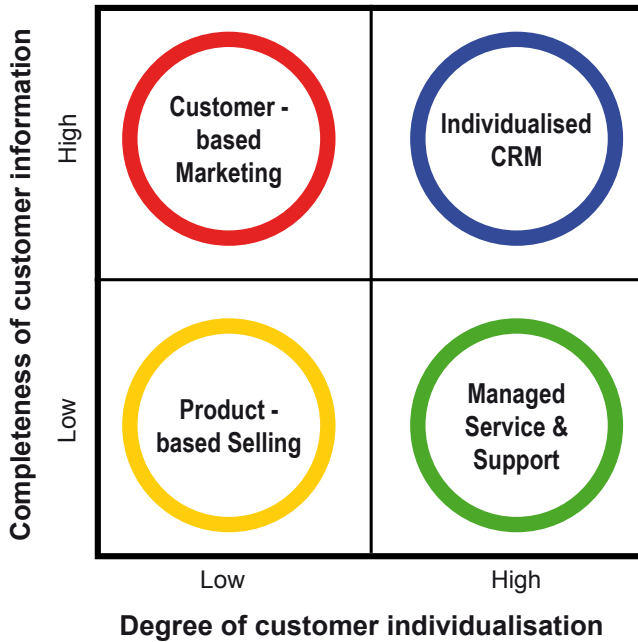 Completeness of customer information
High
Low
Customer -
based
Marketing
Individualised
CRM
Product -
based Selling
Managed
Service &
Support
Low
High
Degree of customer individualisation